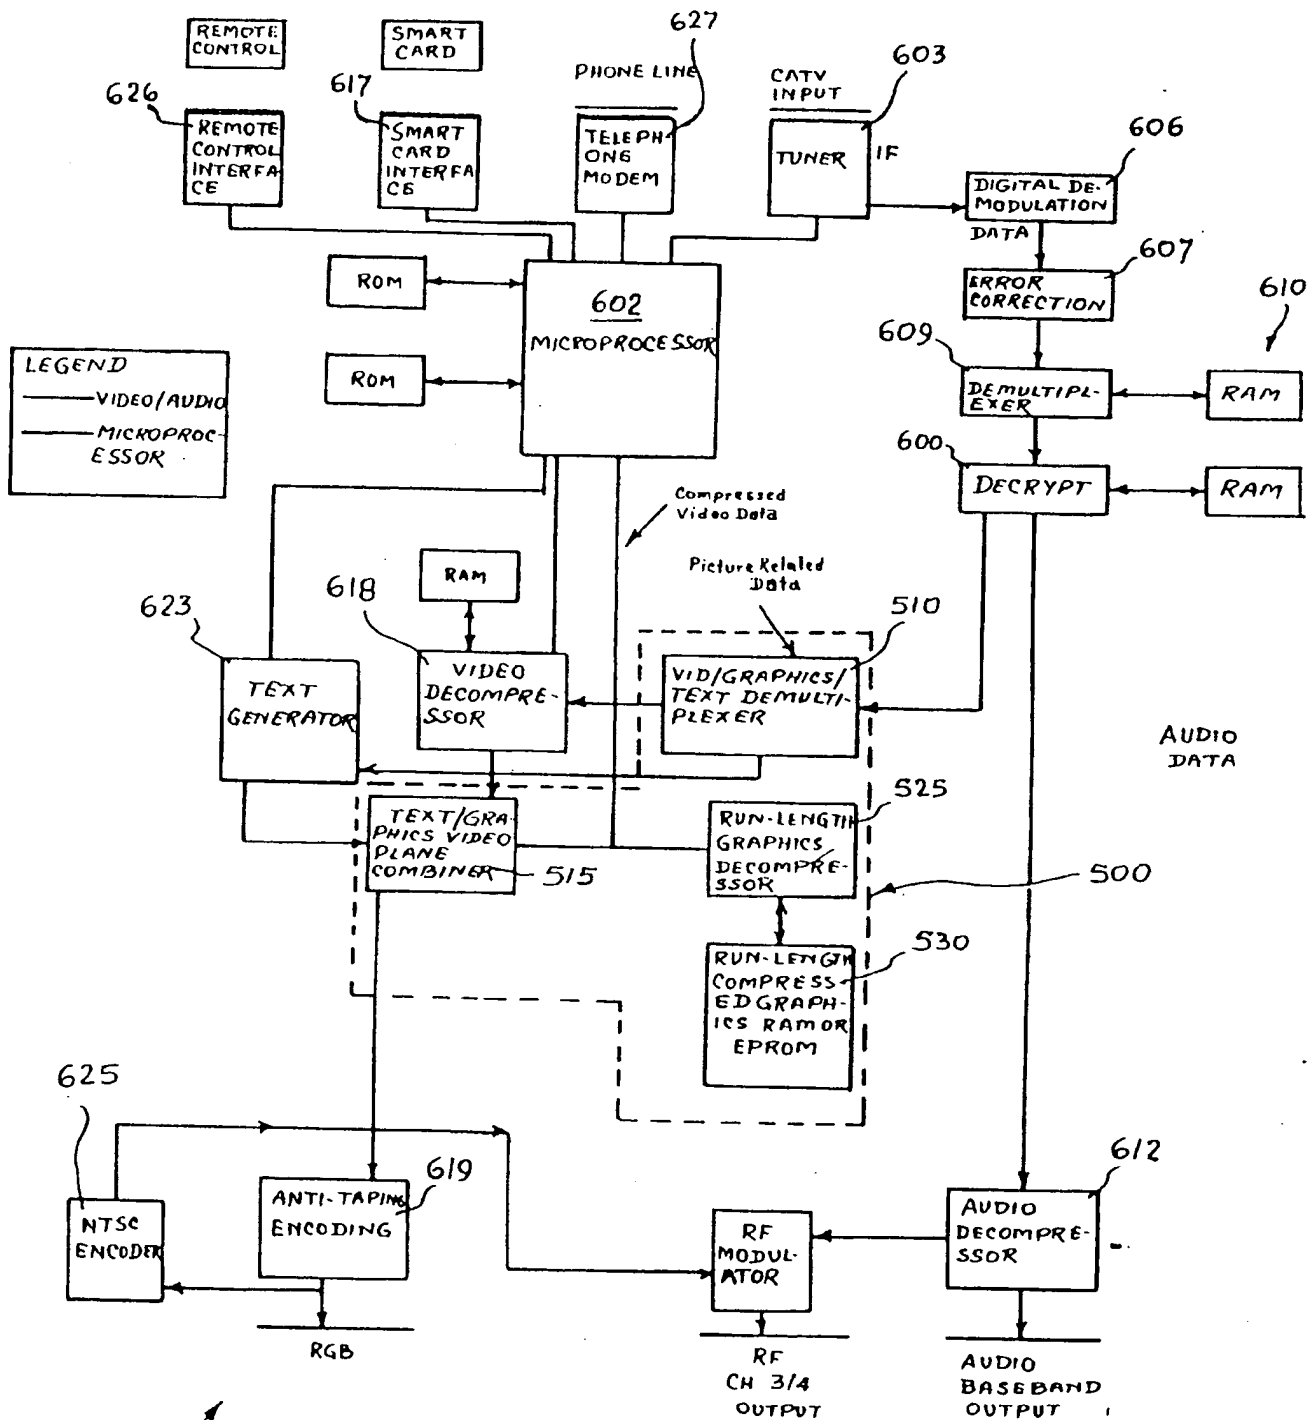 REMOTE
CONTROL
SMART
CARD
627
603
PHONE LINE
CATV
INPUT
626
617
606
REMOTE
CONTROL
INTERFA
CE
SMART
CARD
INTERFA
CE
TELEPH
ONE
MODEM
TUNER
IF
DIGITAL DE-
MODULATION
DATA
607
ROM
602
MICROPROCESSOR
ERROR
CORRECTION
610
609
LEGEND
VIDEO/AUDIO
MICROPROC-
ESSOR
ROM
DEMULTIPL-
EXER
RAM
600
DECRYPT
RAM
Compressed
Video Data
RAM
Picture Related
Data
618
623
510
TEXT
GENERATOR
VIDEO
DECOMPRE-
SSOR
VID/GRAPHICS/
TEXT DEMULTI-
PLEXER
AUDIO
DATA
525
TEXT/GRA-
PHICS VIDEO
PLANE
COMBINER
515
RUN-LENGTH
GRAPHICS
DECOMPRE-
SSOR
500
530
RUN-LENGTH
COMPRESS-
ED GRAPH-
ICS RAM OR
EPROM
625
619
612
NTSC
ENCODER
ANTI-TAPING
ENCODING
RF
MODUL-
ATOR
AUDIO
DECOMPRE-
SSOR
RGB
RF
CH 3/4
OUTPUT
AUDIO
BASEBAND
OUTPUT